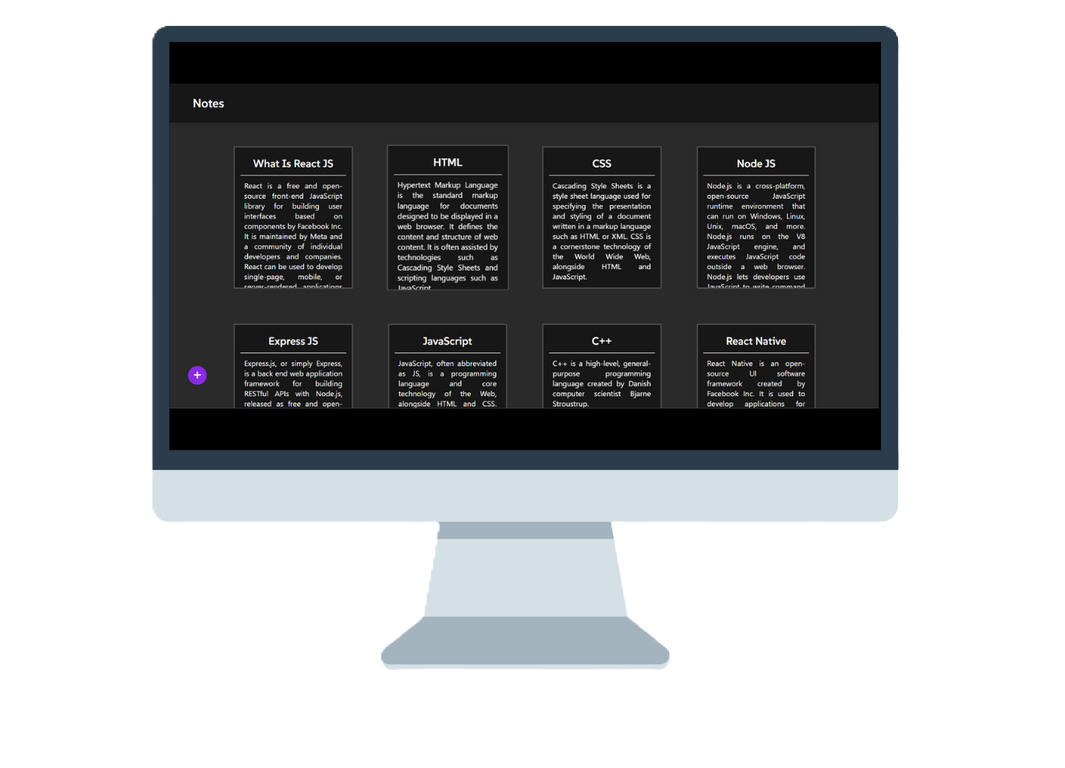 Notes
What Is React JS
React is a free and open-
source front-end JavaScript
library for building user
interfaces based on
components by Facebook Inc.
It is maintained by Meta and
a community of individual
developers and companies.
React can be used to develop
single-page, mobile, or
server-rendered applications
HTML
Hypertext Markup Language
is the standard markup
language for documents
designed to be displayed in a
web browser. It defines the
content and structure of web
content. It is often assisted by
technologies such as
Cascading Style Sheets and
scripting languages such as
JavaScript
CSS
Cascading Style Sheets is a
style sheet language used for
specifying the presentation
and styling of a document
written in a markup language
such as HTML or XML. CSS is
a cornerstone technology of
the World Wide Web,
alongside HTML and
JavaScript.
Node JS
Node.js is a cross-platform,
open-source JavaScript
runtime environment that
can run on Windows, Linux,
Unix, macOS, and more.
Node.js runs on the V8
JavaScript engine, and
executes JavaScript code
outside a web browser.
Node.js lets developers use
JavaScript to write command
Express JS
Express.js, or simply Express,
is a back end web application
framework for building
RESTful APIs with Node.js,
released as free and open-
JavaScript
JavaScript, often abbreviated
as JS, is a programming
language and core
technology of the Web,
alongside HTML and CSS.
C++
C++ is a high-level, general-
purpose programming
language created by Danish
computer scientist Bjarne
Stroustrup.
React Native
React Native is an open-
source UI software
framework created by
Facebook Inc. It is used to
develop applications for
+